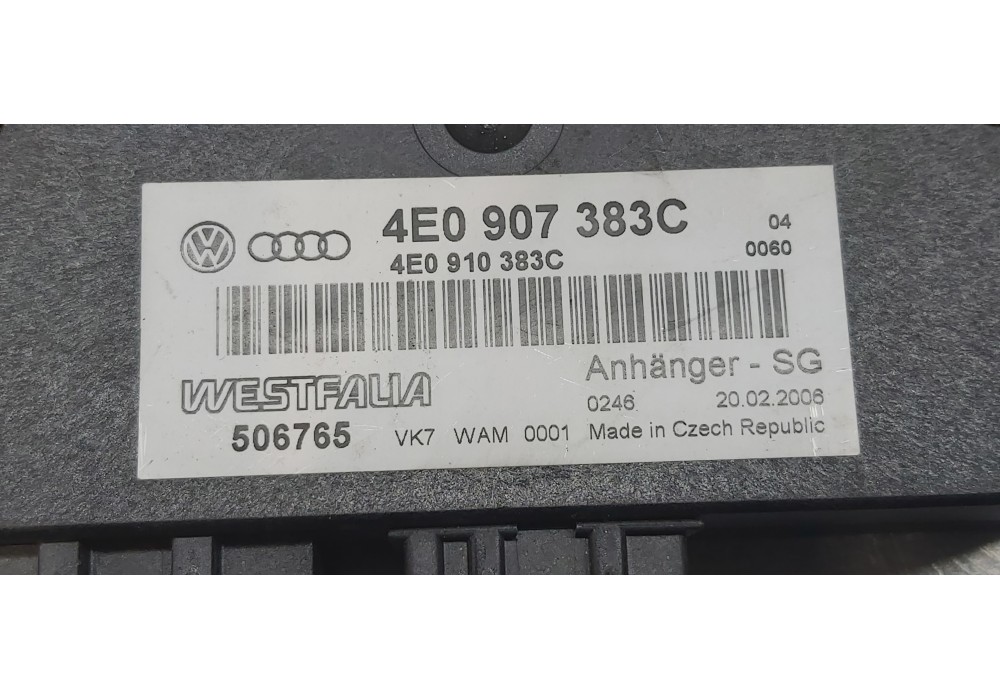 4E0 907 383C 04
4E0 910 383C 0060
WESTFALIA Anhänger - SG
0246 20.02.2006
506765 VK7 WAM 0001 Made in Czech Republic